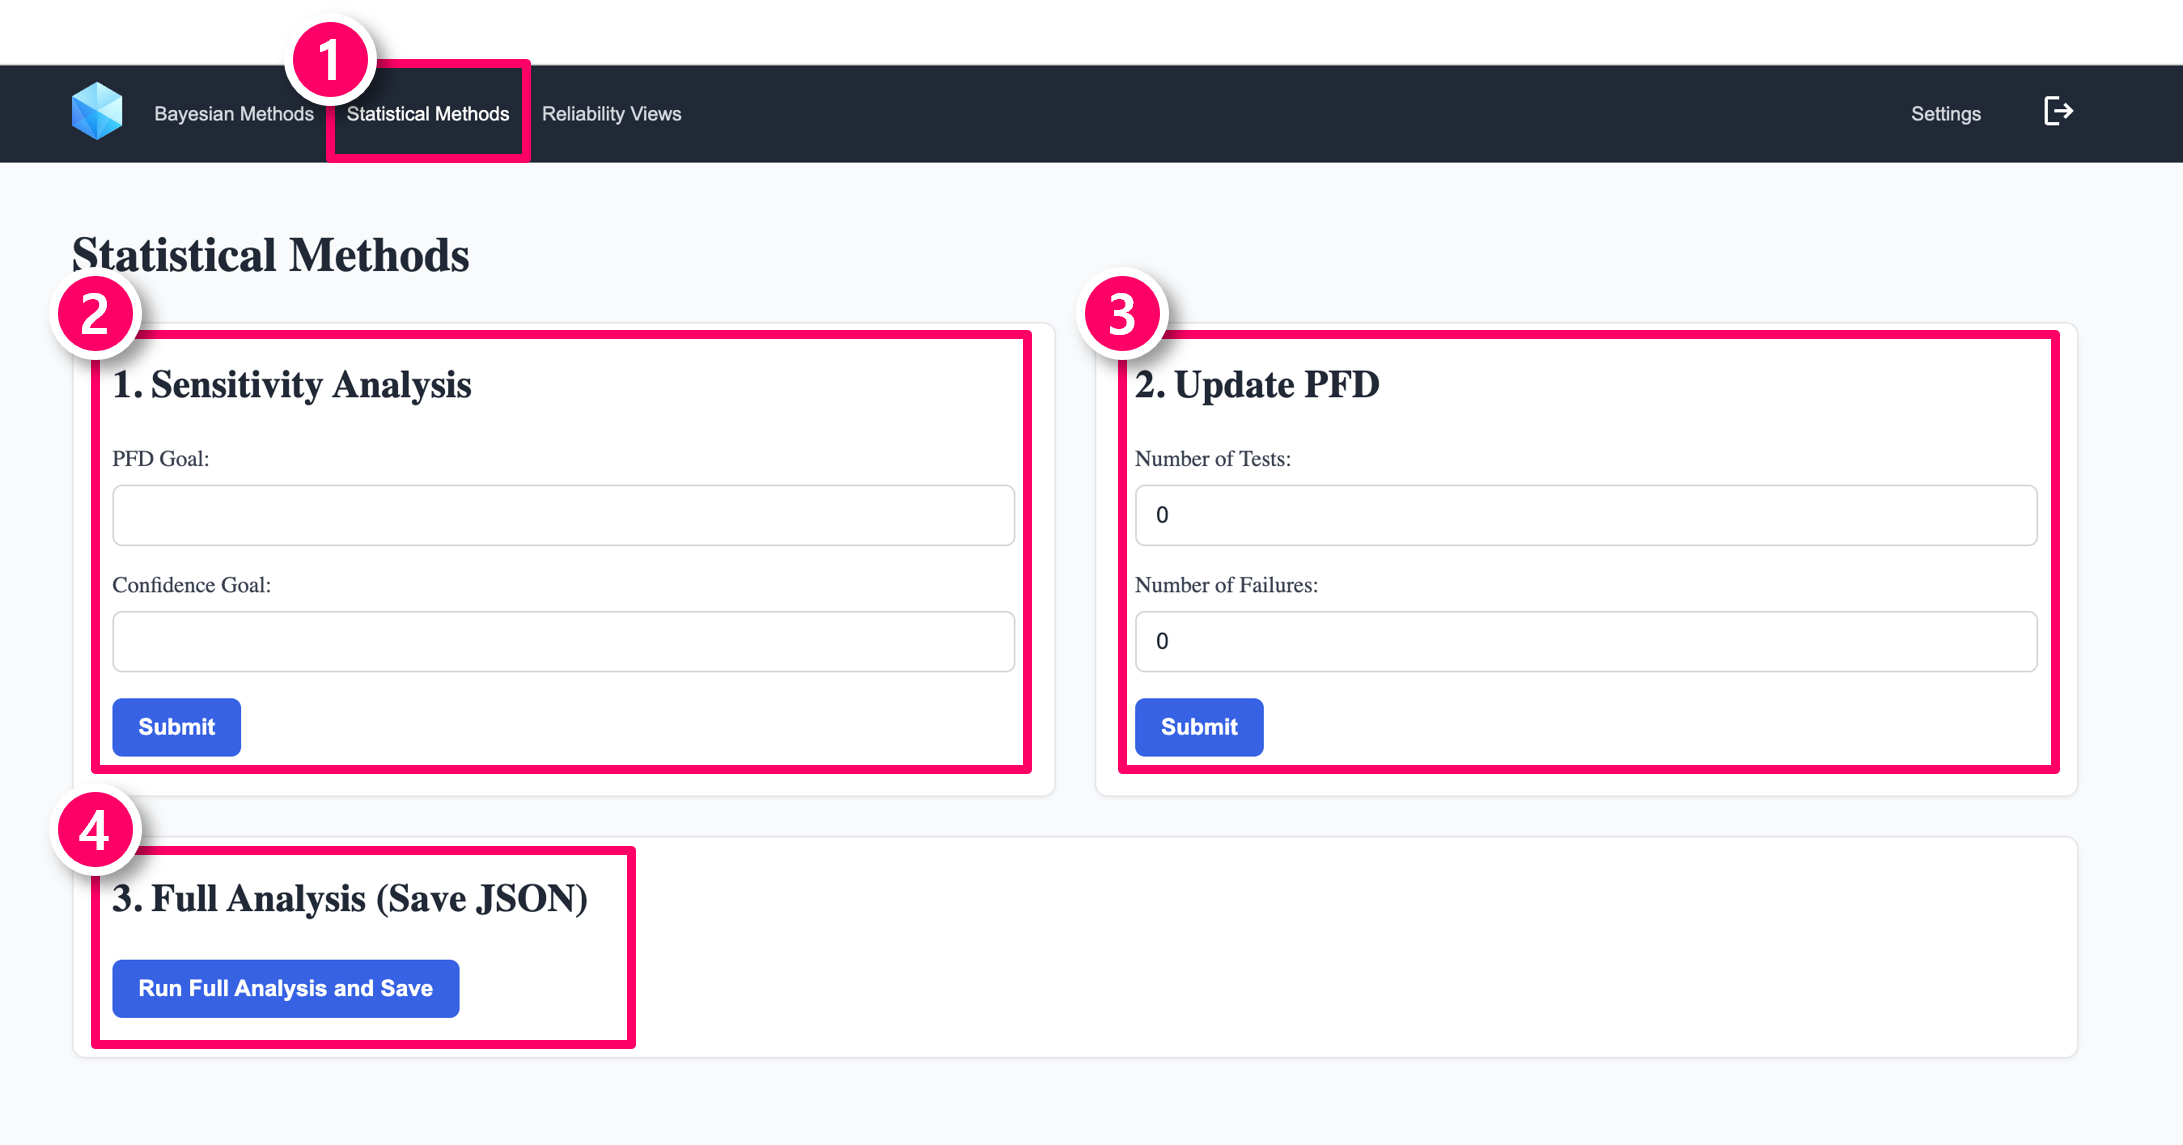 1
Bayesian Methods Statistical Methods Reliability Views Settings
Statistical Methods
2
3
1. Sensitivity Analysis
PFD Goal:
Confidence Goal:
Submit
2. Update PFD
Number of Tests:
0
Number of Failures:
0
Submit
4
3. Full Analysis (Save JSON)
Run Full Analysis and Save